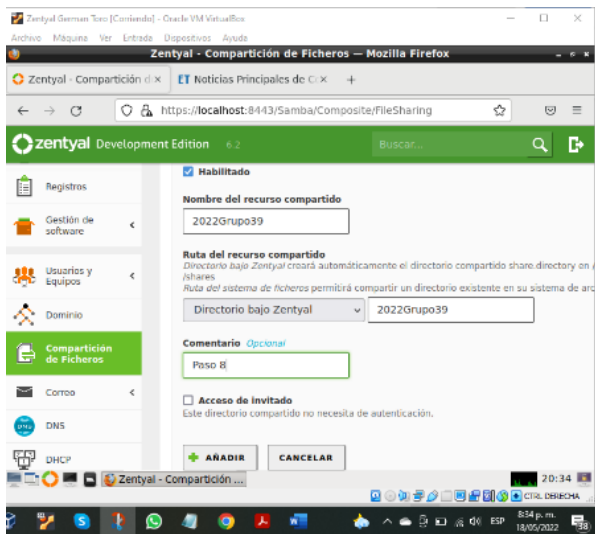 Zentyal German Toro [Corriendo] - Oracle VM VirtualBox
Archivo Máquina Ver Entrada Dispositivos Ayuda
Zentyal - Compartición de Ficheros — Mozilla Firefox
Zentyal - Compartición d ×
ET Noticias Principales de C ×
+
https://localhost:8443/Samba/Composite/FileSharing
zentyal Development Edition 6.2
Buscar...
Registros
Gestión de
software
Usuarios y
Equipos
Dominio
Compartición
de Ficheros
Correo
DNS
DHCP
Habilitado
Nombre del recurso compartido
2022Grupo39
Ruta del recurso compartido
Directorio bajo Zentyal creará automáticamente el directorio compartido share.directory en /
/shares
Ruta del sistema de ficheros permitirá compartir un directorio existente en su sistema de arc
Directorio bajo Zentyal
2022Grupo39
Comentario Opcional
Paso 8
Acceso de invitado
Este directorio compartido no necesita de autenticación.
+ AÑADIR
CANCELAR
Zentyal - Compartición ...
20:34
CTRL DERECHA
ESP
8:34 p. m.
18/05/2022
38